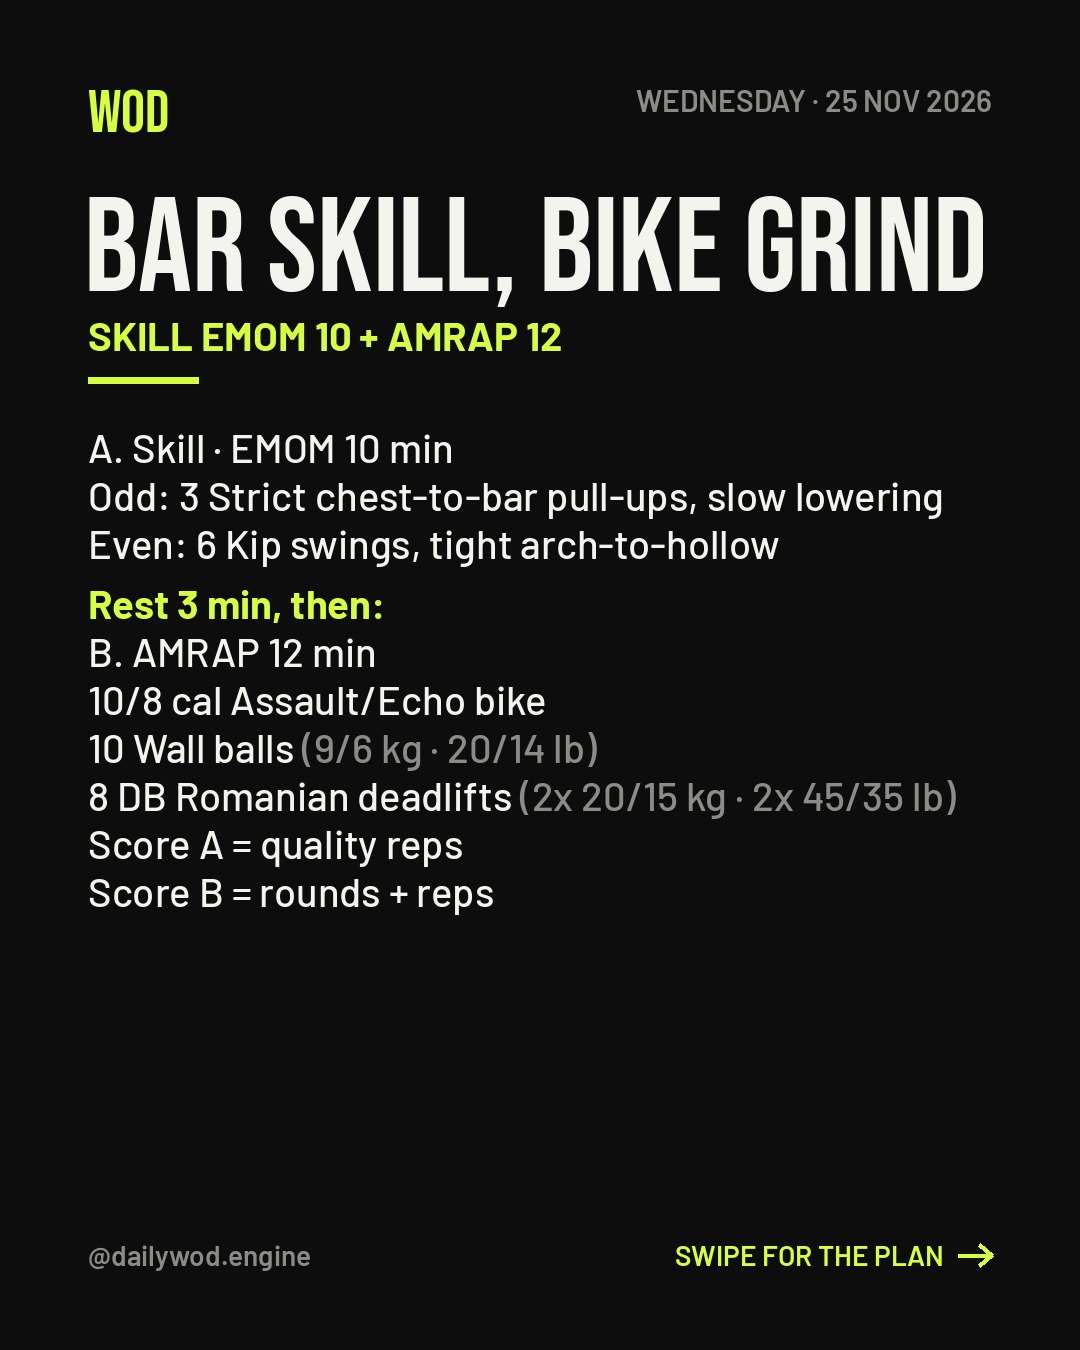 WOD
WEDNESDAY · 25 NOV 2026
BAR SKILL, BIKE GRIND
SKILL EMOM 10 + AMRAP 12
A. Skill · EMOM 10 min
Odd: 3 Strict chest-to-bar pull-ups, slow lowering
Even: 6 Kip swings, tight arch-to-hollow
Rest 3 min, then:
B. AMRAP 12 min
10/8 cal Assault/Echo bike
10 Wall balls (9/6 kg · 20/14 lb)
8 DB Romanian deadlifts (2x 20/15 kg · 2x 45/35 lb)
Score A = quality reps
Score B = rounds + reps
@dailywod.engine
SWIPE FOR THE PLAN →